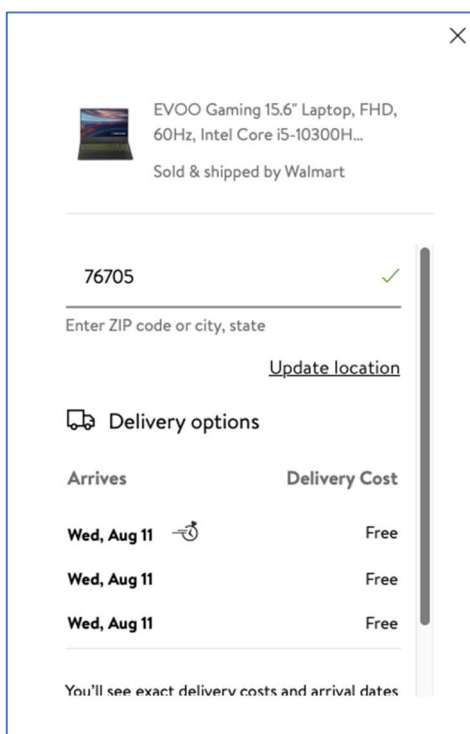 EVOO Gaming 15.6" Laptop, FHD,
60Hz, Intel Core i5-10300H...
Sold & shipped by Walmart
76705
Enter ZIP code or city, state
Update location
Delivery options
Arrives Delivery Cost
Wed, Aug 11 Free
Wed, Aug 11 Free
Wed, Aug 11 Free
You'll see exact delivery costs and arrival dates